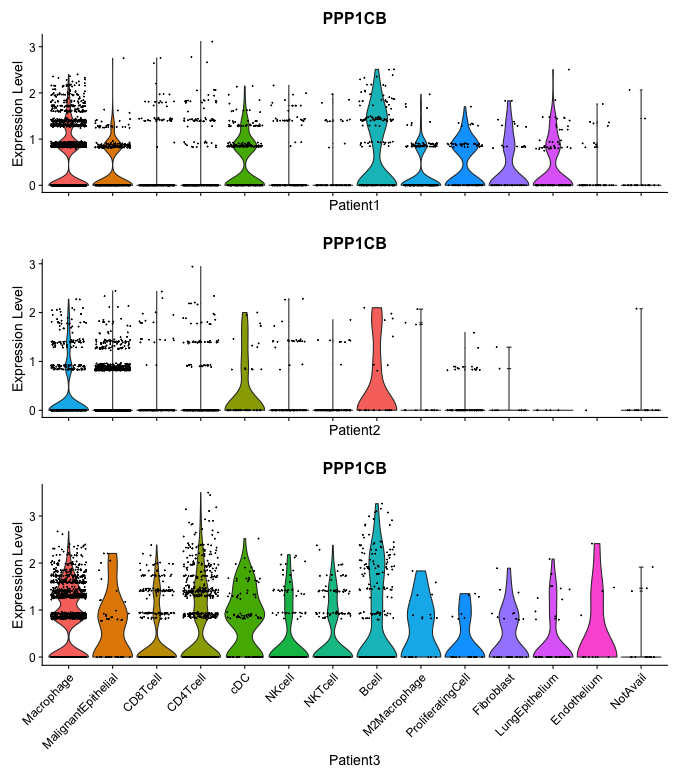 PPP1CB
Expression Level
3
2
1
0
Patient1
PPP1CB
Expression Level
3
2
1
0
Patient2
PPP1CB
Expression Level
3
2
1
0
Macrophage
MalignantEpithelial
CD8Tcell
CD4Tcell
cDC
NKcell
NKTcell
Bcell
M2Macrophage
ProliferatingCell
Fibroblast
LungEpithelium
Endothelium
NotAvail
Patient3